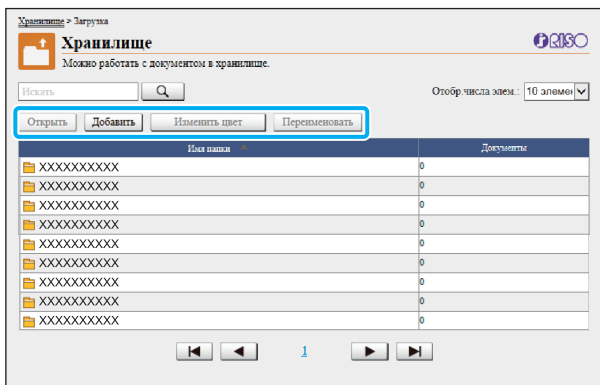 Хранилище > Загрузка
Хранилище
RISO
Можно работать с документом в хранилище.
Искать
Отобр.числа элем.: 10 элемен
Открыть Добавить Изменить цвет Переименовать
Имя папки Документы
XXXXXXXXXX 0
XXXXXXXXXX 0
XXXXXXXXXX 0
XXXXXXXXXX 0
XXXXXXXXXX 0
XXXXXXXXXX 0
XXXXXXXXXX 0
XXXXXXXXXX 0
XXXXXXXXXX 0
1